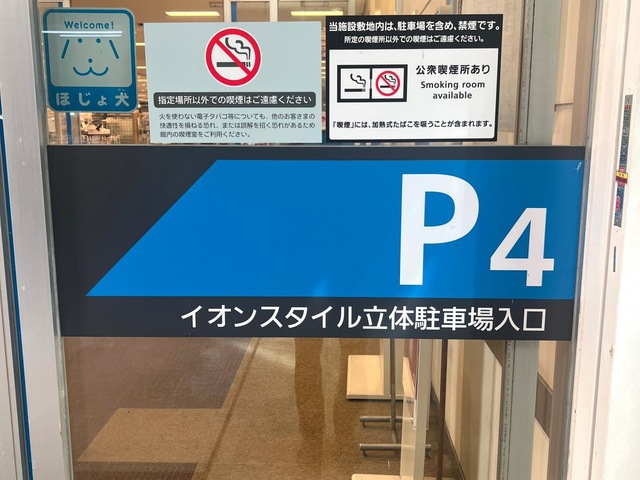 Welcome!
ほじょ犬
指定場所以外での喫煙はご遠慮ください
火を使わない電子タバコ等についても、他のお客さまの
快適性を損ねる恐れ、または誤解を招く恐れがあるため
館内の喫煙室をご利用ください。
当施設敷地内は、駐車場を含め、禁煙です。
所定の喫煙所以外での喫煙はご遠慮ください。
公衆喫煙所あり
Smoking room
available
「喫煙」には、加熱式たばこを吸うことが含まれます。
P4
イオンスタイル立体駐車場入口